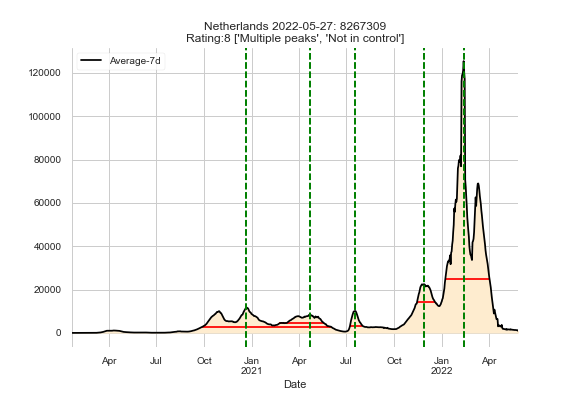 Netherlands 2022-05-27: 8267309
Rating:8 ['Multiple peaks', 'Not in control']
Average-7d
120000
100000
80000
60000
40000
20000
0
Apr Jul Oct Jan Apr Jul Oct Jan Apr
2021 2022
Date